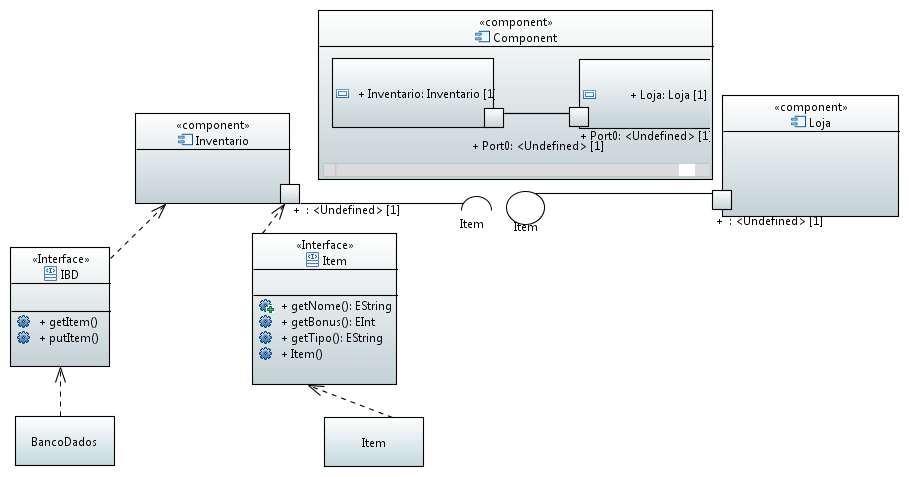 «component»
Component
+ Inventario: Inventario [1]
+ Loja: Loja [1]
+ Port0: <Undefined> [1]
+ Port0: <Undefined> [1]
«component»
Inventario
«component»
Loja
+ : <Undefined> [1]
Item
Item
+ : <Undefined> [1]
«Interface»
IBD
+ getItem()
+ putItem()
«Interface»
Item
+ getNome(): EString
+ getBonus(): EInt
+ getTipo(): EString
+ Item()
BancoDados
Item